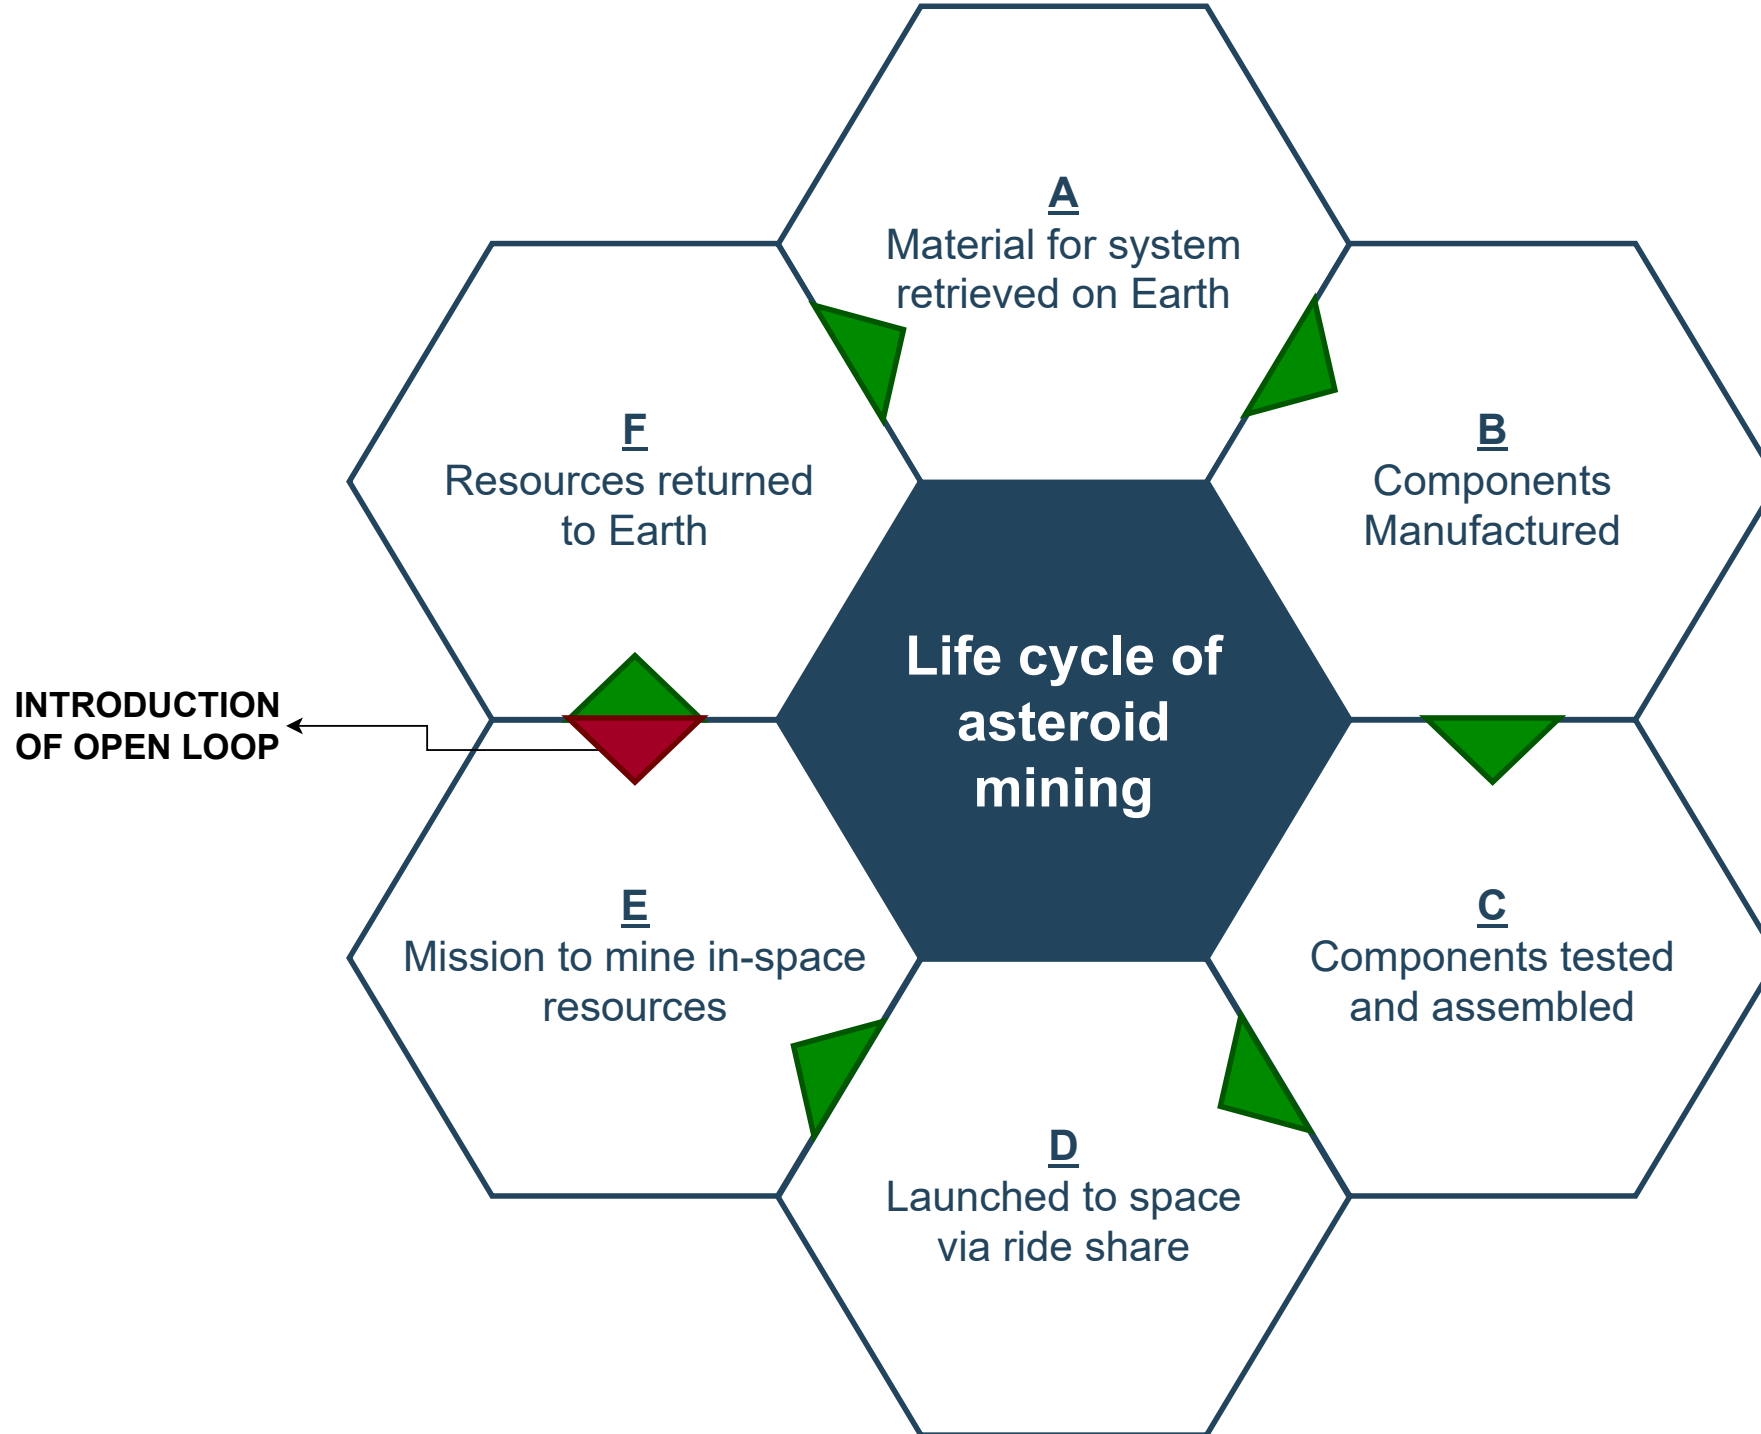 A
Material for system
retrieved on Earth
B
Components
Manufactured
C
Components tested
and assembled
D
Launched to space
via ride share
E
Mission to mine in-space
resources
F
Resources returned
to Earth
Life cycle of
asteroid
mining
INTRODUCTION
OF OPEN LOOP